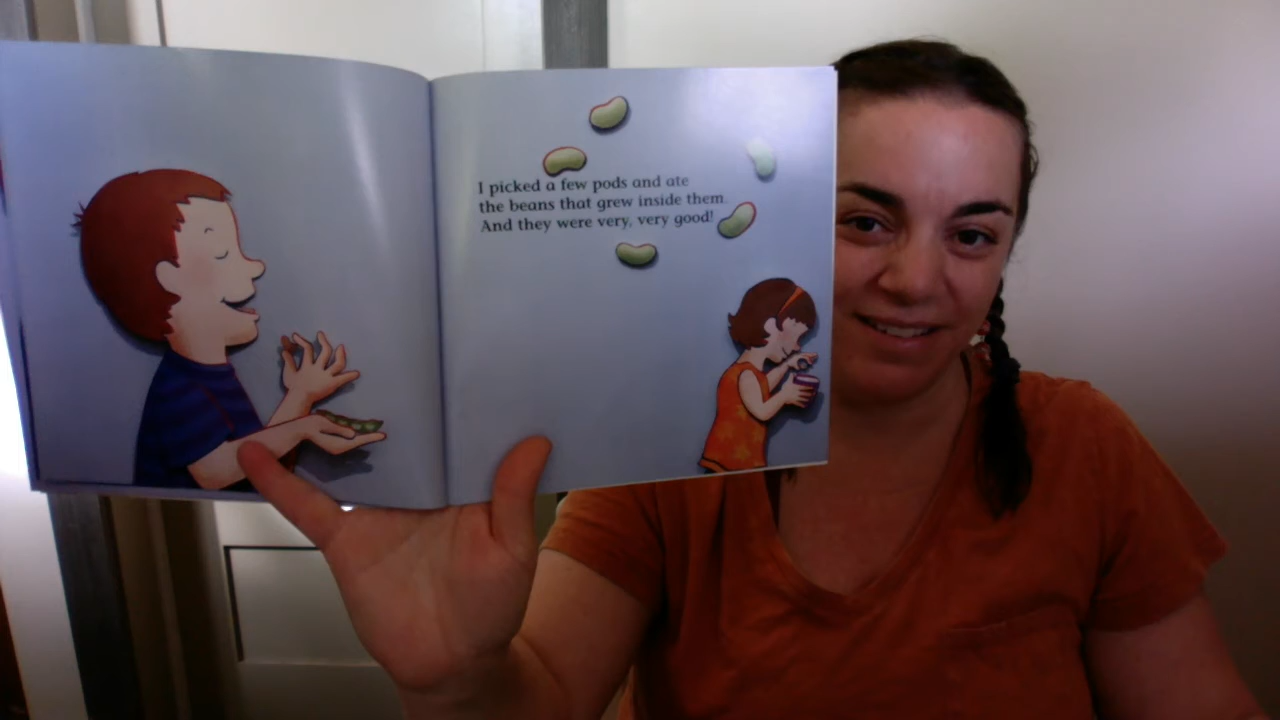 I picked a few pods and ate
the beans that grew inside them.
And they were very, very good!